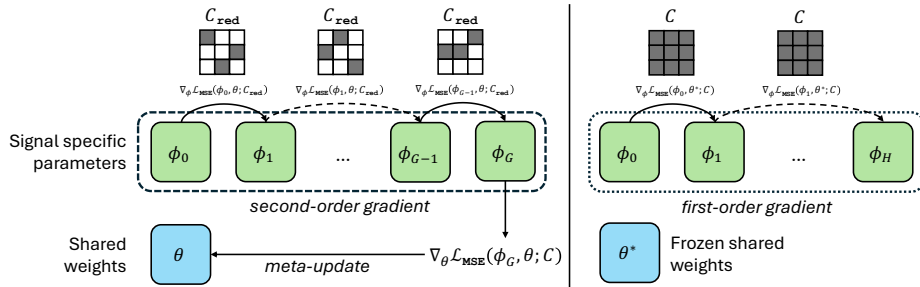 C_red C_red C_red
∇_ϕ ℒ_MSE(ϕ_0, θ; C_red) ∇_ϕ ℒ_MSE(ϕ_1, θ; C_red) ∇_ϕ ℒ_MSE(ϕ_{G−1}, θ; C_red)
Signal specific
parameters
ϕ_0 ϕ_1 ... ϕ_{G−1} ϕ_G
second-order gradient
Shared
weights
θ
meta-update
∇_θ ℒ_MSE(ϕ_G, θ; C)
C C
∇_ϕ ℒ_MSE(ϕ_0, θ*; C) ∇_ϕ ℒ_MSE(ϕ_1, θ*; C)
ϕ_0 ϕ_1 ... ϕ_H
first-order gradient
θ*
Frozen shared
weights